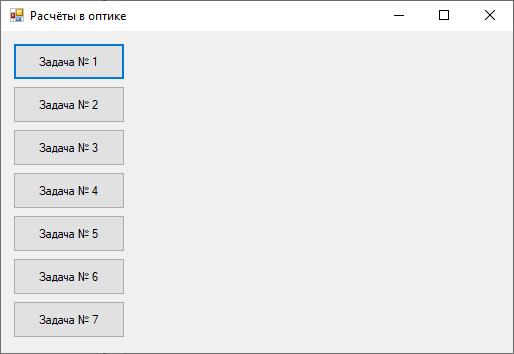 Расчёты в оптике
Задача № 1
Задача № 2
Задача № 3
Задача № 4
Задача № 5
Задача № 6
Задача № 7